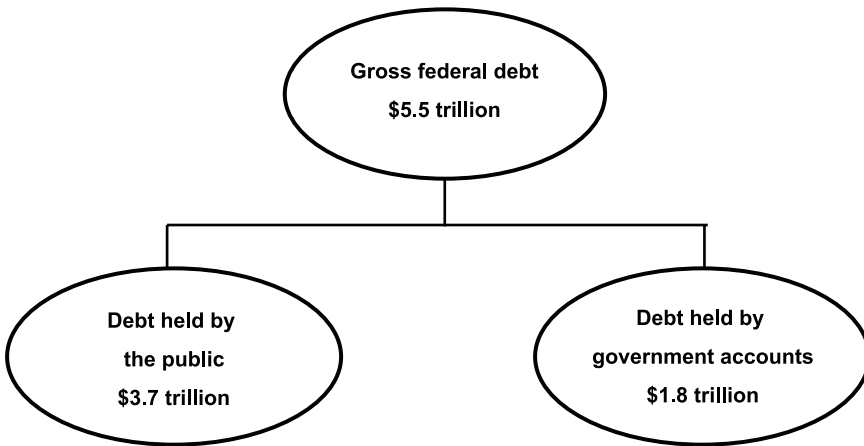 Gross federal debt
$5.5 trillion
Debt held by
the public
$3.7 trillion
Debt held by
government accounts
$1.8 trillion